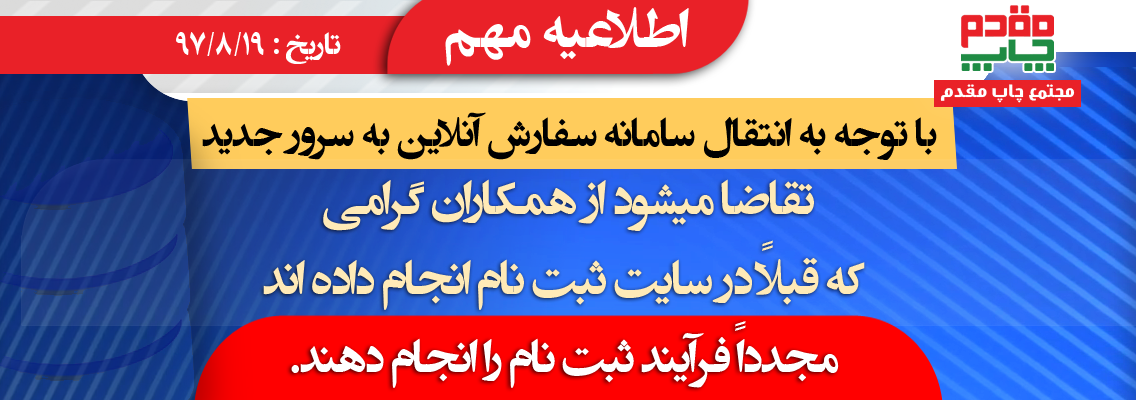 مقدم
چاپ
مجتمع چاپ مقدم
اطلاعیه مهم
تاریخ : ۹۷/۸/۱۹
با توجه به انتقال سامانه سفارش آنلاین به سرور جدید
تقاضا میشود از همکاران گرامی
که قبلاً در سایت ثبت نام انجام داده اند
مجدداً فرآیند ثبت نام را انجام دهند.